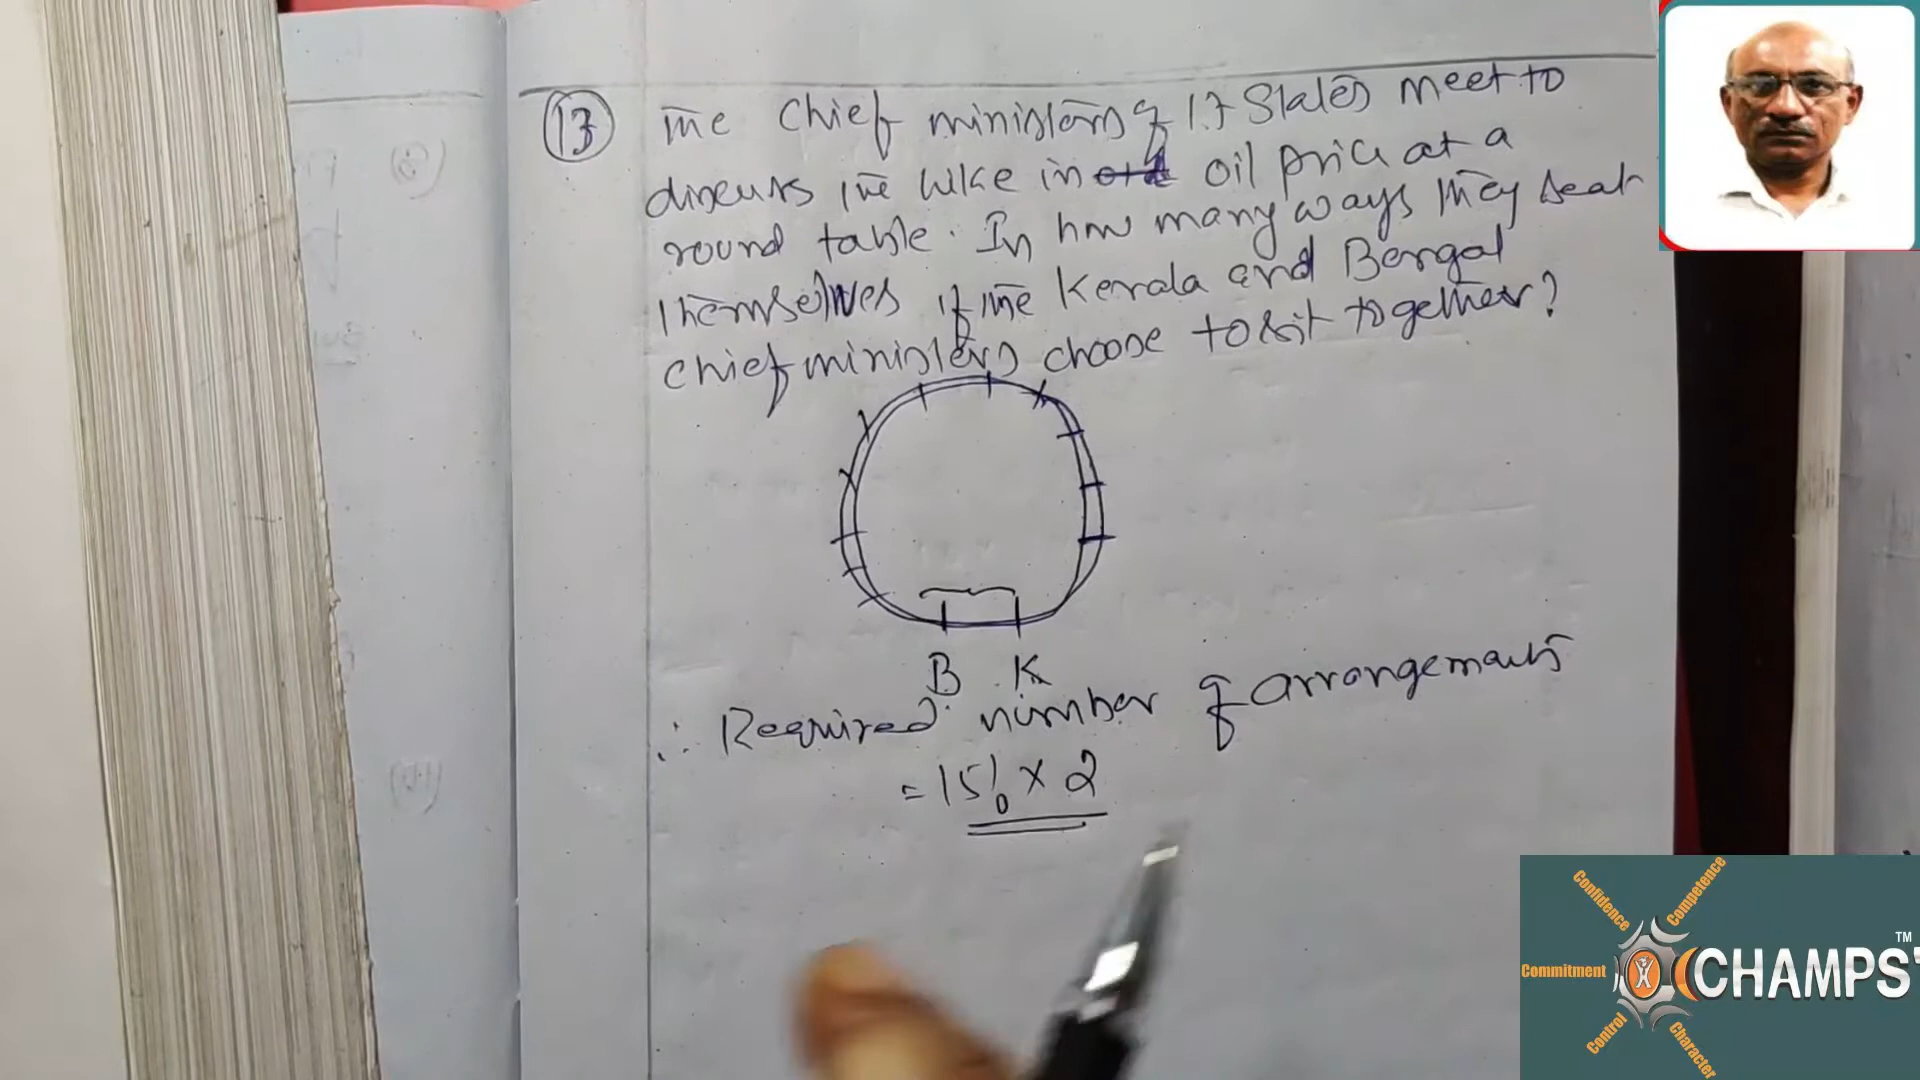 13 The Chief ministers of 17 States meet to
discuss the hike in oil price at a
round table. In how many ways they seat
themselves if the Kerala and Bengal
chief ministers choose to sit together?
B K
∴ Required number of arrangements
= 15! × 2
Confidence
Competence
Commitment
XCHAMPS TM
Control
Character